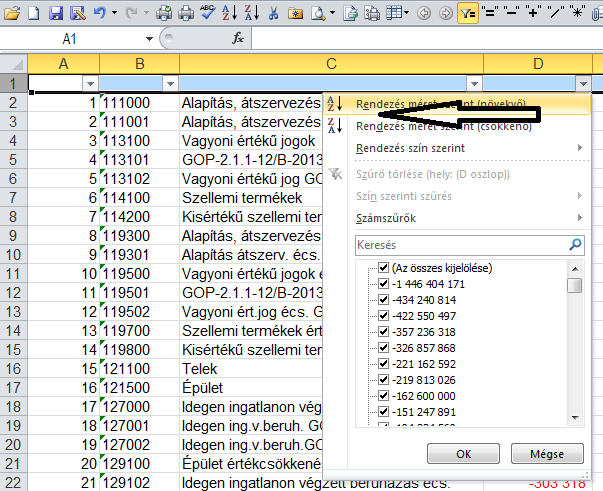 A1
fx
A B C D
1
2 1 111000 Alapítás, átszervezés
3 2 111001 Alapítás, átszervezés
4 3 113100 Vagyoni értékű jogok
5 4 113101 GOP-2.1.1-12/B-2013
6 5 113102 Vagyoni értékű jog GO
7 6 114100 Szellemi termékek
8 7 114200 Kisértékű szellemi ter
9 8 119300 Alapítás, átszervezés
10 9 119301 Alapítás átszerv. écs.
11 10 119500 Vagyoni értékű jogok é
12 11 119501 GOP-2.1.1-12/B-2013
13 12 119502 Vagyoni ért.jog écs. G
14 13 119700 Szellemi termékek ért
15 14 119800 Kisértékű szellemi ter
16 15 121100 Telek
17 16 121500 Épület
18 17 127000 Idegen ingatlanon vég
19 18 127001 Idegen ing.v.beruh. GO
20 19 127002 Idegen ing.v.beruh.GO
21 20 129100 Épület értékcsökkené
22 21 129102 Idegen ingatlanon végzett beruházás écs. -303 318
Rendezés méret szerint (növekvő)
Rendezés méret szerint (csökkenő)
Rendezés szín szerint
Szűrő törlése (hely: (D oszlop))
Szín szerinti szűrés
Számszűrők
Keresés
(Az összes kijelölése)
-1 446 404 171
-434 240 814
-422 550 497
-357 236 318
-326 857 868
-221 162 592
-219 813 026
-162 600 000
-151 247 891
OK Mégse